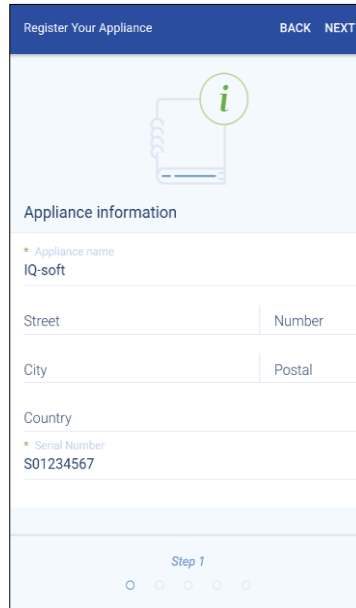 Register Your Appliance BACK NEXT
i
Appliance information
* Appliance name
IQ-soft
Street Number
City Postal
Country
* Serial Number
S01234567
Step 1